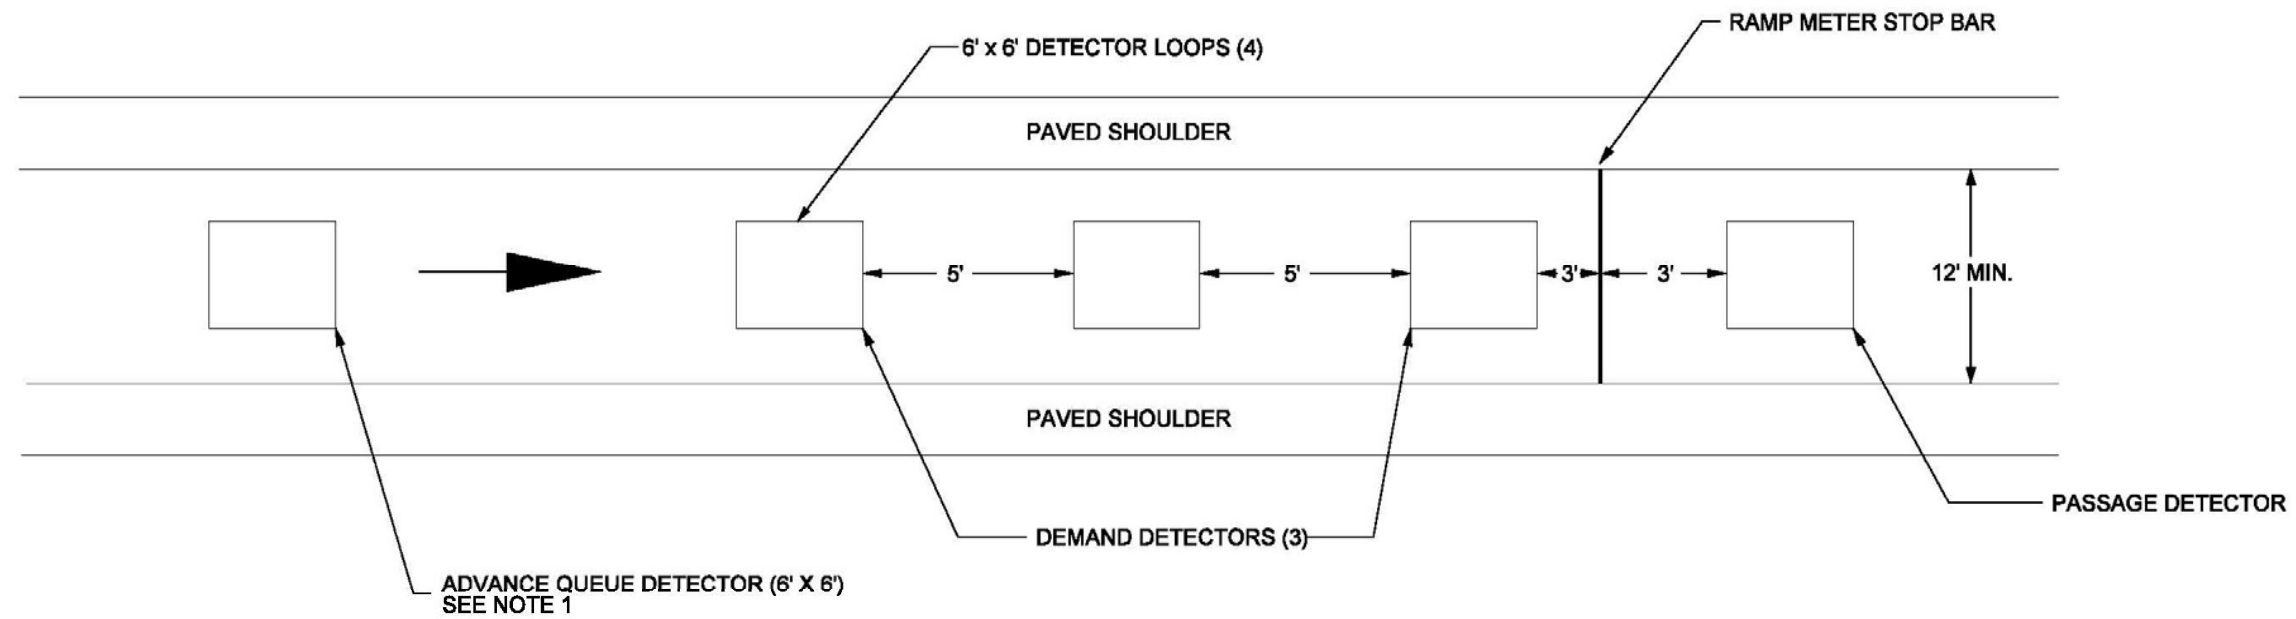 RAMP METER STOP BAR
6' x 6' DETECTOR LOOPS (4)
PAVED SHOULDER
5'
5'
3'
3'
12' MIN.
PAVED SHOULDER
PASSAGE DETECTOR
DEMAND DETECTORS (3)
ADVANCE QUEUE DETECTOR (6' X 6')
SEE NOTE 1